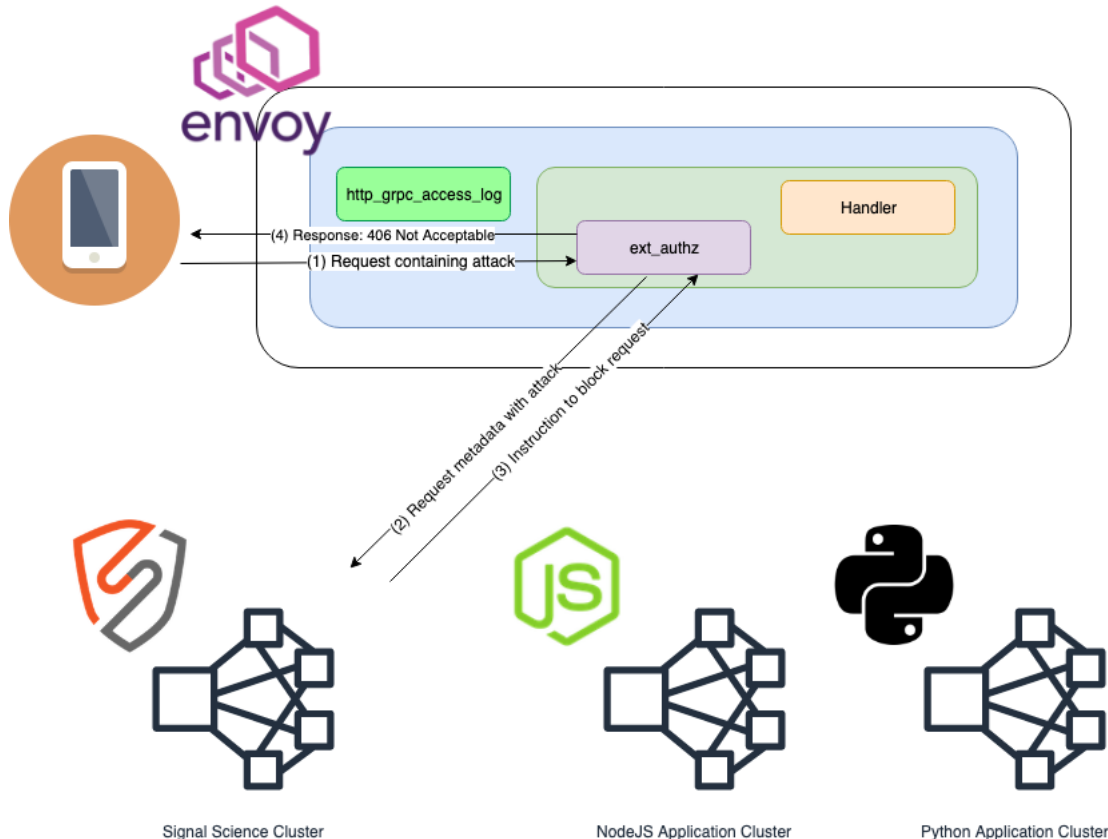 envoy
http_grpc_access_log
Handler
(4) Response: 406 Not Acceptable
ext_authz
(1) Request containing attack
(2) Request metadata with attack
(3) Instruction to block request
JS
Signal Science Cluster
NodeJS Application Cluster
Python Application Cluster